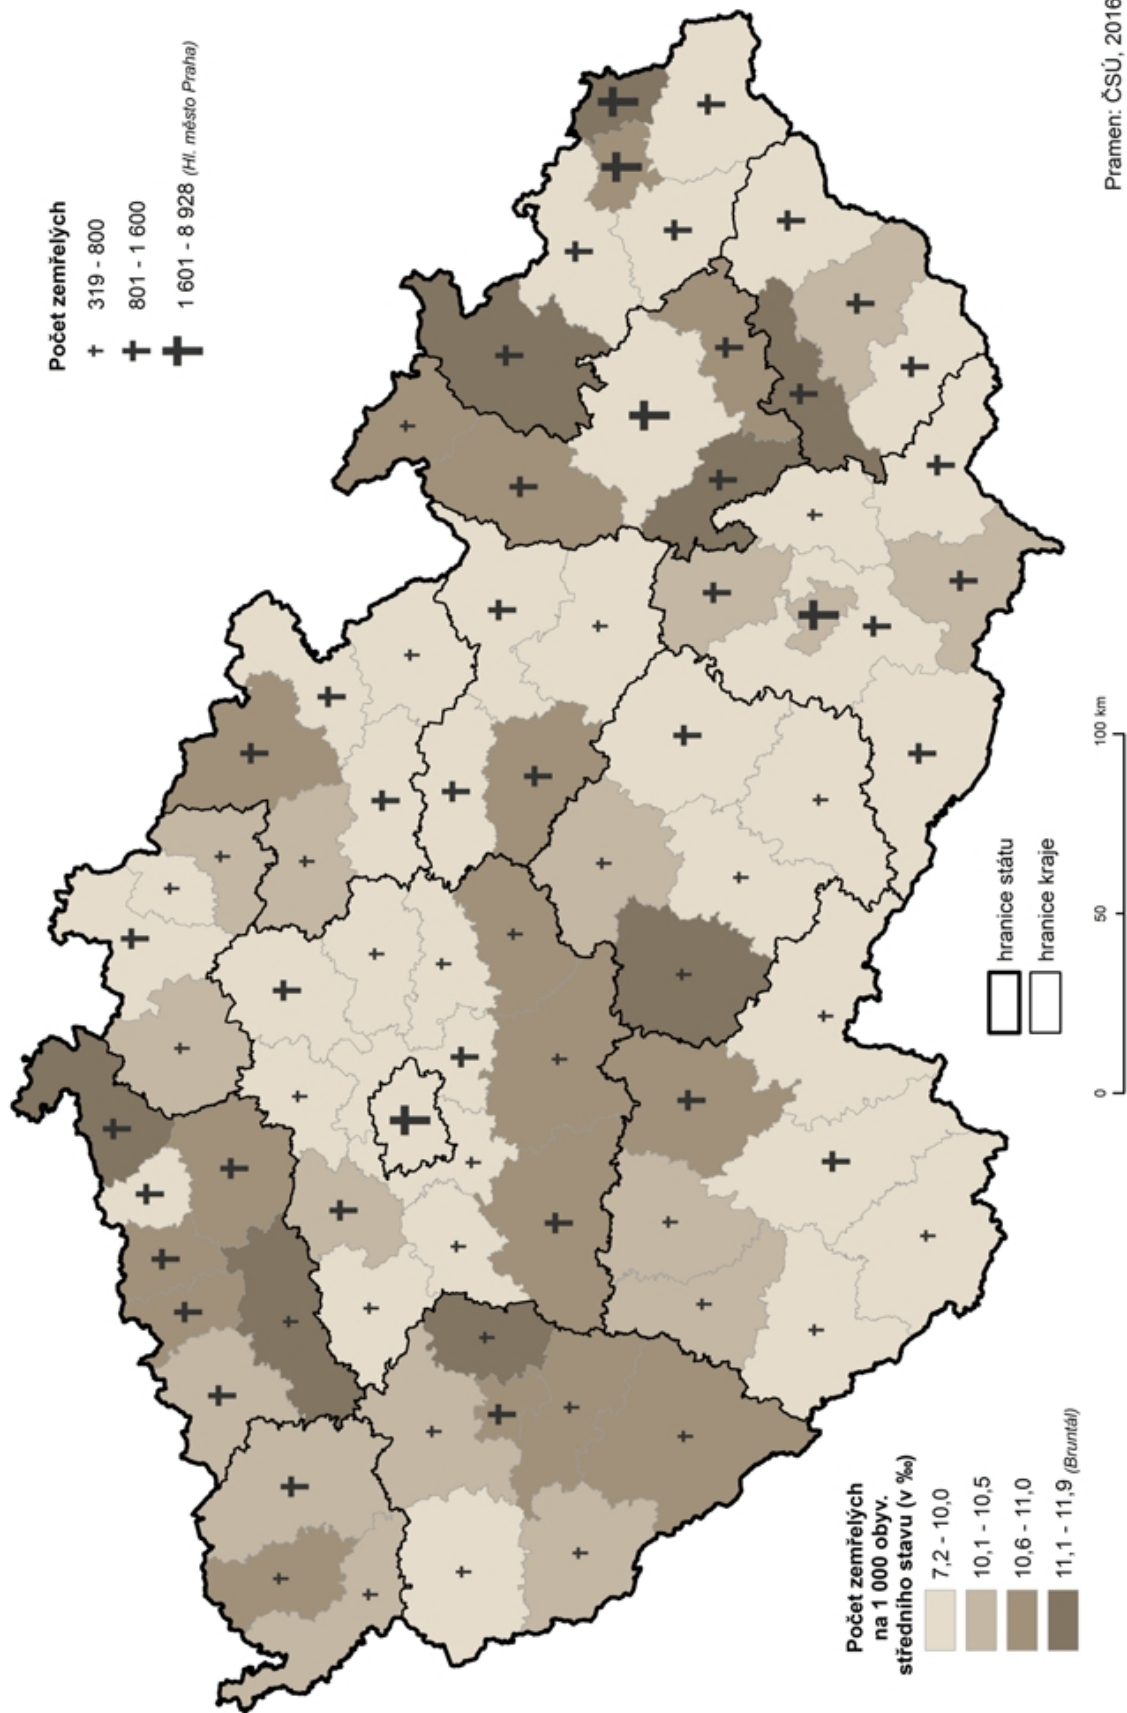 Počet zemřelých
319 - 800
801 - 1 600
1 601 - 8 928 (Hl. město Praha)
Počet zemřelých
na 1 000 obyv.
středního stavu (v ‰)
7,2 - 10,0
10,1 - 10,5
10,6 - 11,0
11,1 - 11,9 (Bruntál)
hranice státu
hranice kraje
0 50 100 km
Pramen: ČSÚ, 2016